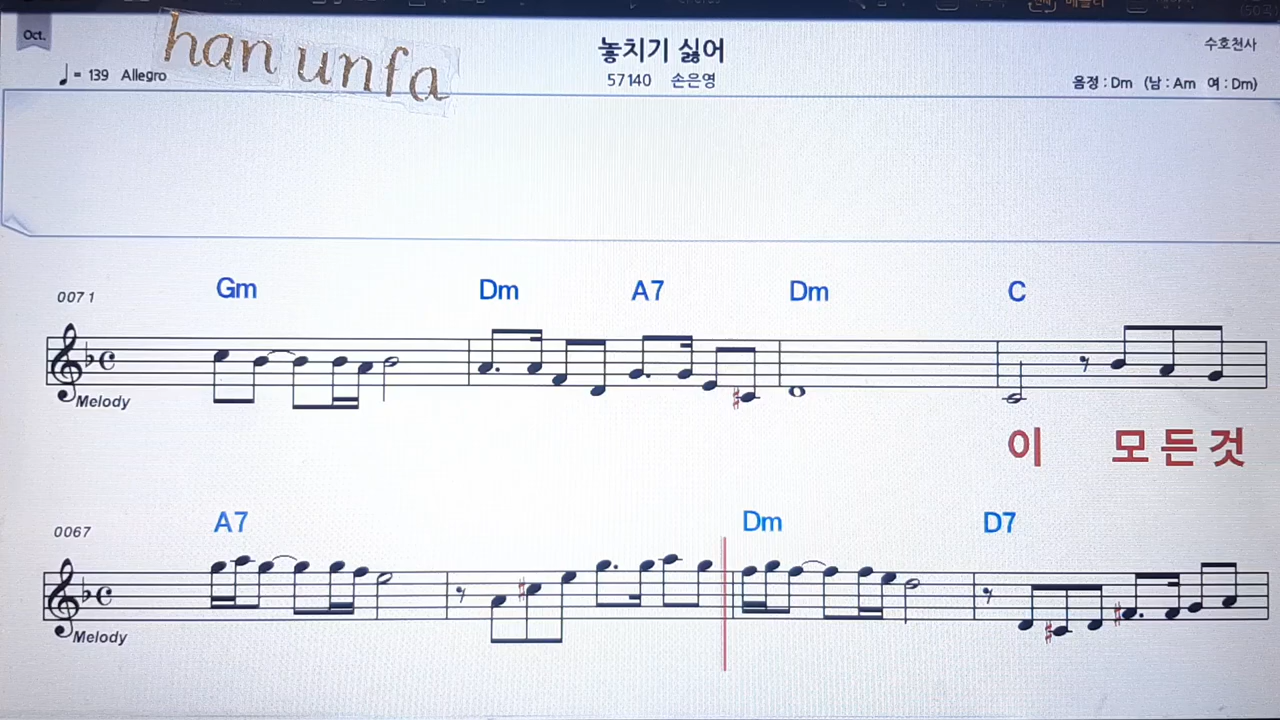 Oct.
han unfa
놓치기 싫어
수호천사
♩= 139 Allegro
57140 손은영
음정 : Dm (남 : Am 여 : Dm)
0071
Gm Dm A7 Dm C
Melody
이 모 든 것
0067
A7 Dm D7
Melody